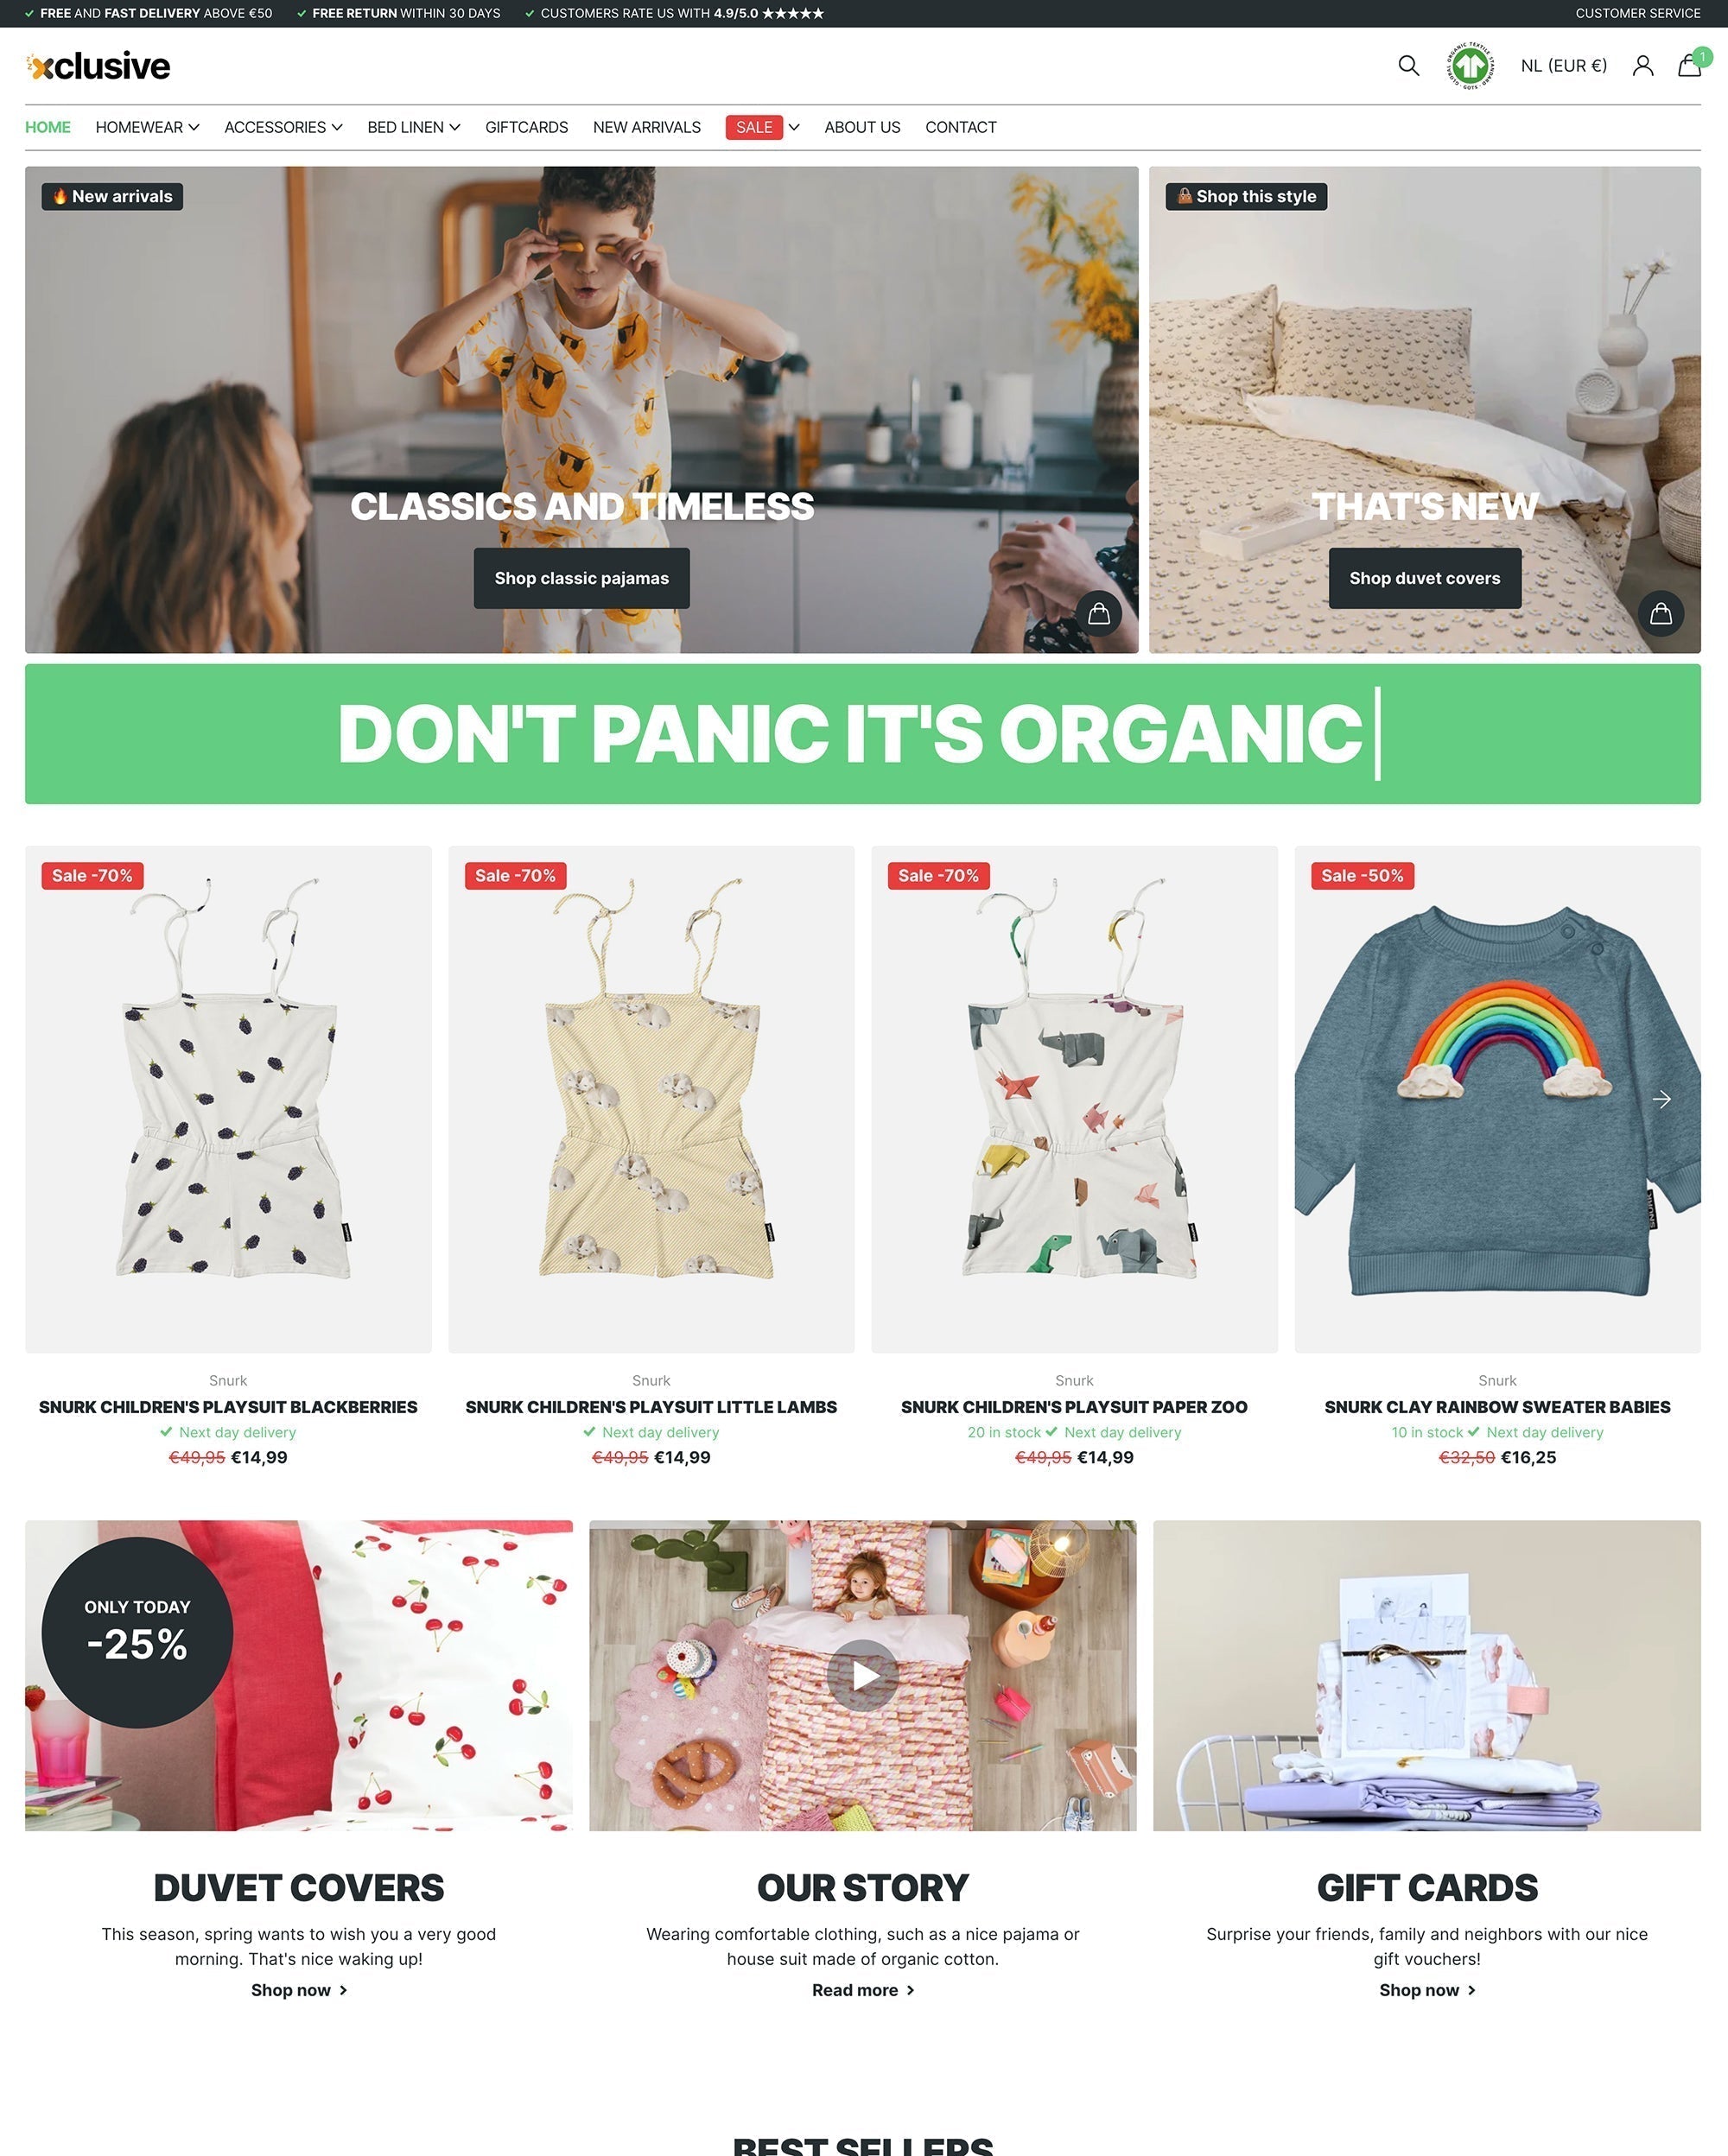 FREE AND FAST DELIVERY ABOVE €50
FREE RETURN WITHIN 30 DAYS
CUSTOMERS RATE US WITH 4.9/5.0 ★★★★★
CUSTOMER SERVICE
xclusive
GLOBAL ORGANIC TEXTILE STANDARD · GOTS ·
NL (EUR €)
1
HOME
HOMEWEAR
ACCESSORIES
BED LINEN
GIFTCARDS
NEW ARRIVALS
SALE
ABOUT US
CONTACT
🔥 New arrivals
CLASSICS AND TIMELESS
Shop classic pajamas
👜 Shop this style
THAT'S NEW
Shop duvet covers
DON'T PANIC IT'S ORGANIC
Sale -70%
Snurk
SNURK CHILDREN'S PLAYSUIT BLACKBERRIES
Next day delivery
€49,95 €14,99
Sale -70%
Snurk
SNURK CHILDREN'S PLAYSUIT LITTLE LAMBS
Next day delivery
€49,95 €14,99
Sale -70%
Snurk
SNURK CHILDREN'S PLAYSUIT PAPER ZOO
20 in stock ✓ Next day delivery
€49,95 €14,99
Sale -50%
SNURK
Snurk
SNURK CLAY RAINBOW SWEATER BABIES
10 in stock ✓ Next day delivery
€32,50 €16,25
ONLY TODAY
-25%
DUVET COVERS
This season, spring wants to wish you a very good
morning. That's nice waking up!
Shop now
OUR STORY
Wearing comfortable clothing, such as a nice pajama or
house suit made of organic cotton.
Read more
GIFT CARDS
Surprise your friends, family and neighbors with our nice
gift vouchers!
Shop now
BEST SELLERS